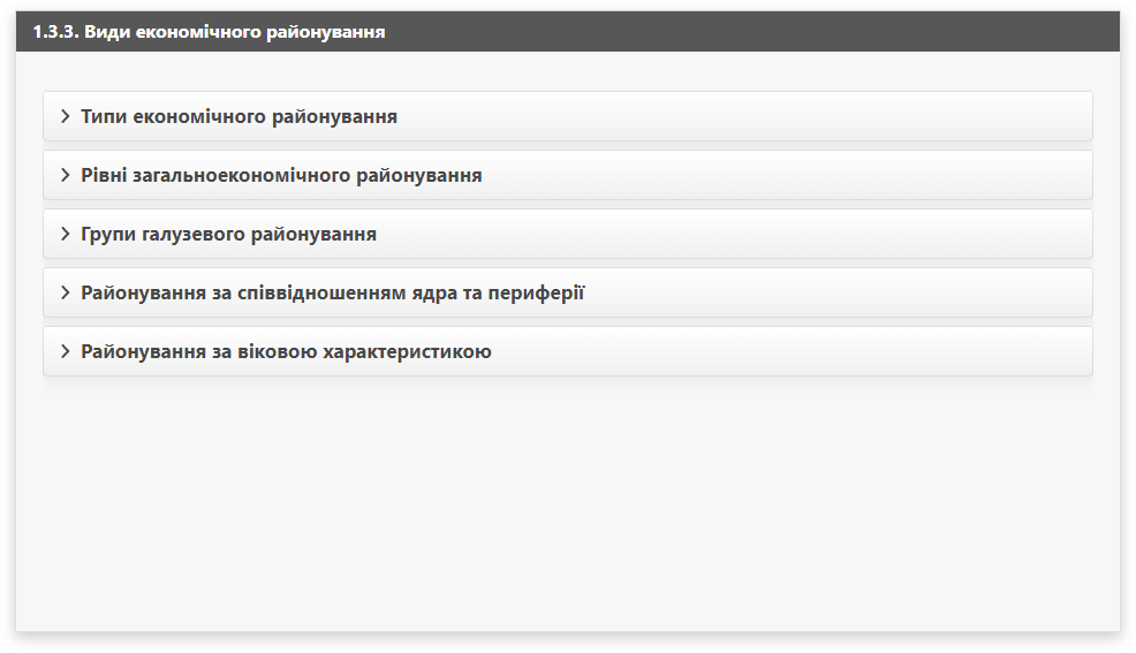 1.3.3. Види економічного районування
Типи економічного районування
Рівні загальноекономічного районування
Групи галузевого районування
Районування за співвідношенням ядра та периферії
Районування за віковою характеристикою